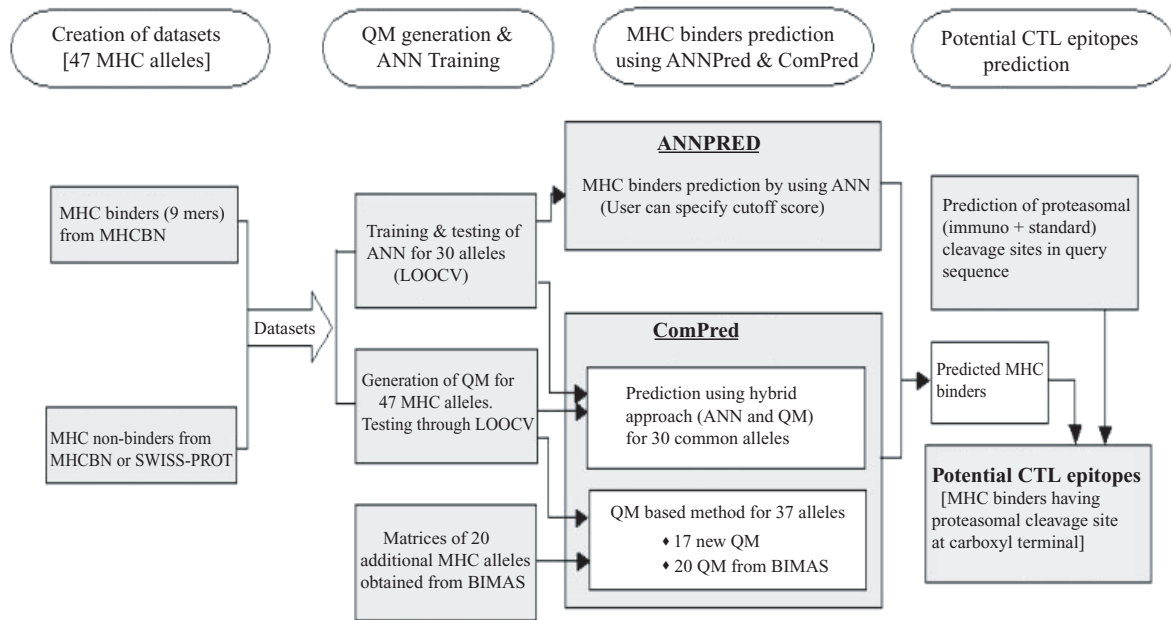 Creation of datasets
[47 MHC alleles]
QM generation &
ANN Training
MHC binders prediction
using ANNPred & ComPred
Potential CTL epitopes
prediction
MHC binders (9 mers)
from MHCBN
MHC non-binders from
MHCBN or SWISS-PROT
Datasets
Training & testing of
ANN for 30 alleles
(LOOCV)
Generation of QM for
47 MHC alleles.
Testing through LOOCV
Matrices of 20
additional MHC alleles
obtained from BIMAS
ANNPRED
MHC binders prediction by using ANN
(User can specify cutoff score)
ComPred
Prediction using hybrid
approach (ANN and QM)
for 30 common alleles
QM based method for 37 alleles
♦ 17 new QM
♦ 20 QM from BIMAS
Prediction of proteasomal
(immuno + standard)
cleavage sites in query
sequence
Predicted MHC
binders
Potential CTL epitopes
[MHC binders having
proteasomal cleavage site
at carboxyl terminal]